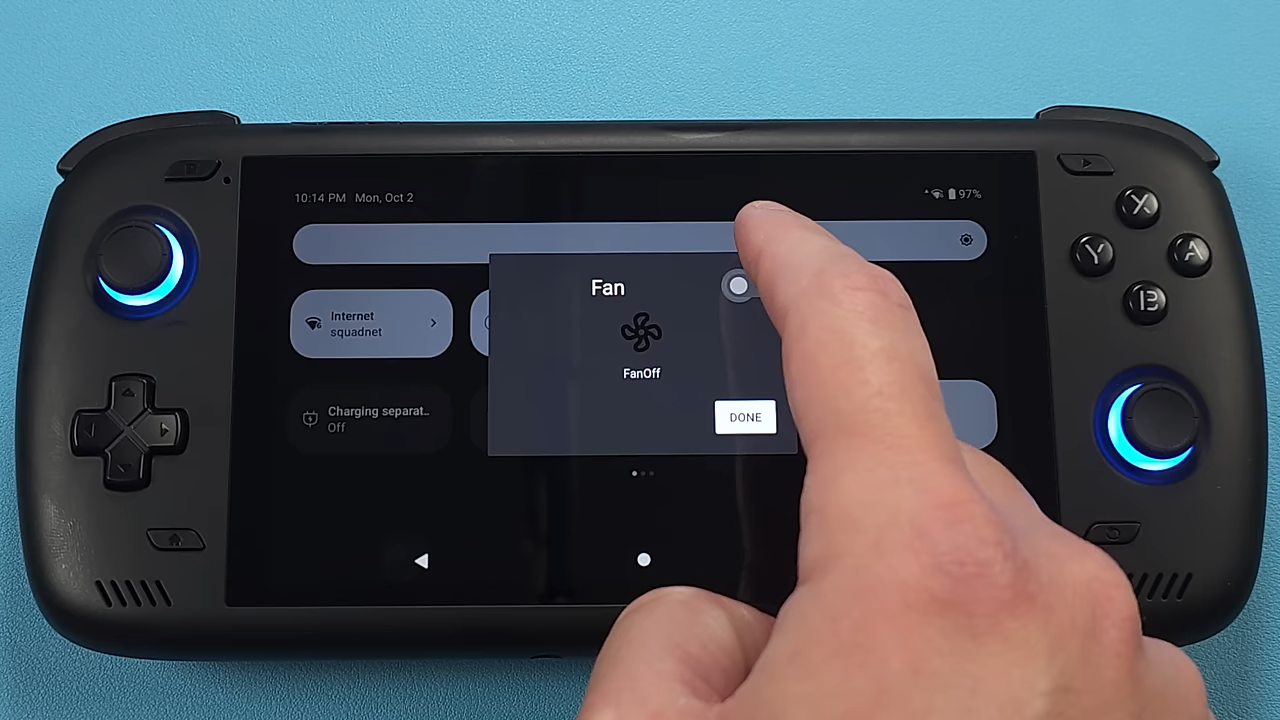 10:14 PM Mon, Oct 2
97%
Fan
Internet
squadnet
FanOff
Charging separat..
Off
DONE
X
Y
A
B